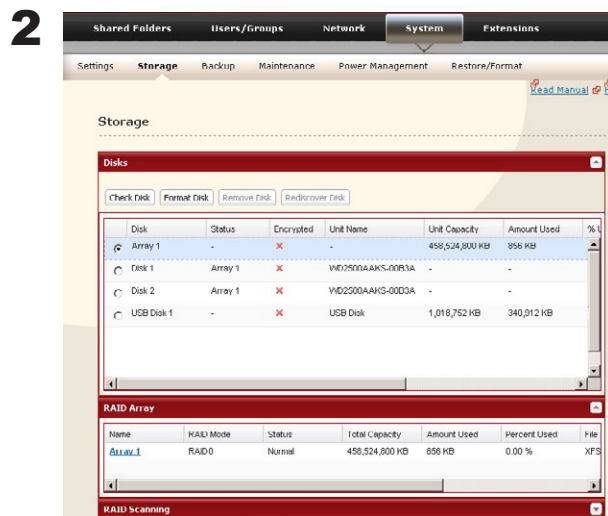 2
Shared Folders Users/Groups Network System Extensions
Settings Storage Backup Maintenance Power Management Restore/Format
Read Manual
Storage
Disks
Check Disk Format Disk Remove Disk Rediscover Disk
Disk Status Encrypted Unit Name Unit Capacity Amount Used % U
Array 1 - - 458,524,800 KB 856 KB
Disk 1 Array 1 WD2500AAKS-00B3A - -
Disk 2 Array 1 WD2500AAKS-00B3A - -
USB Disk 1 - USB Disk 1,018,752 KB 340,912 KB
RAID Array
Name RAID Mode Status Total Capacity Amount Used Percent Used File
Array 1 RAID0 Normal 458,524,800 KB 856 KB 0.00 % XFS
RAID Scanning